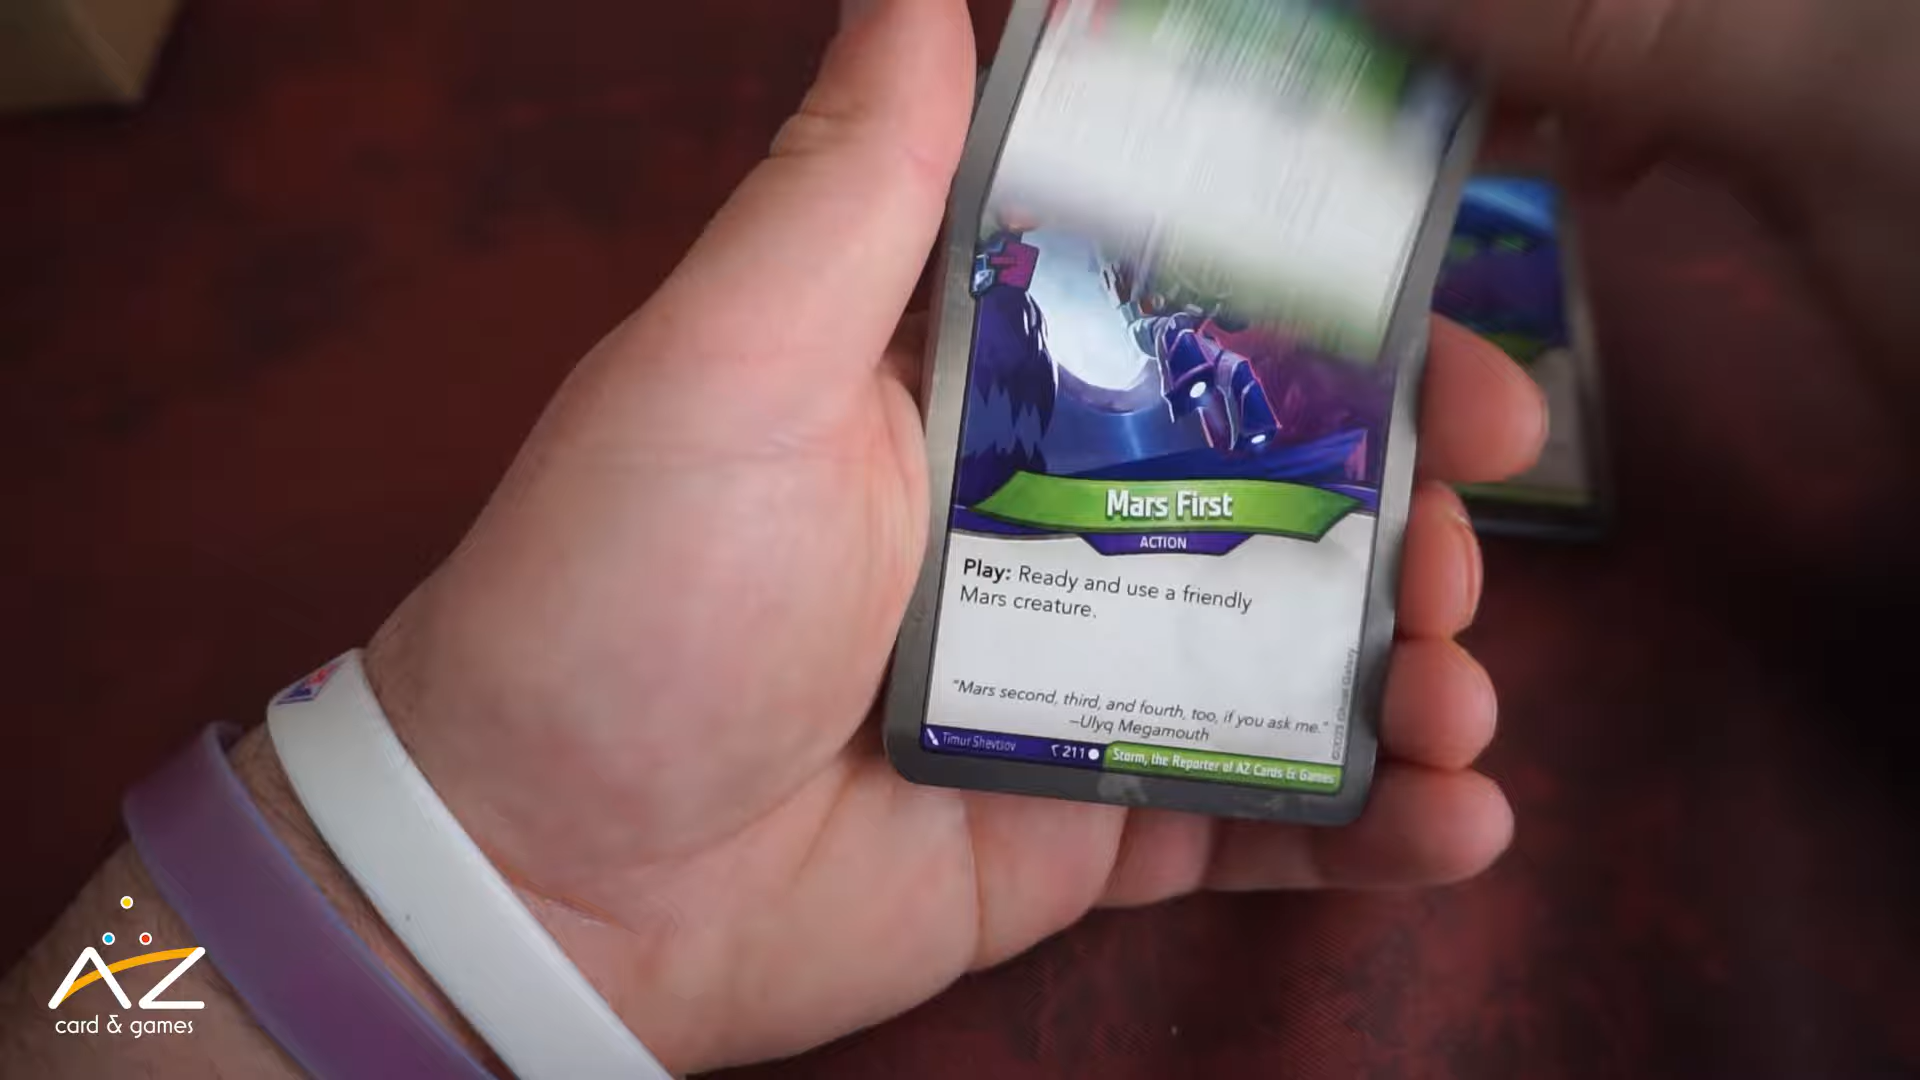 Mars First
ACTION
Play: Ready and use a friendly
Mars creature.
"Mars second, third, and fourth, too, if you ask me."
–Ulyq Megamouth
Timur Shevtsov
211
Storm, the Reporter of AZ Cards & Games
AZ
card & games